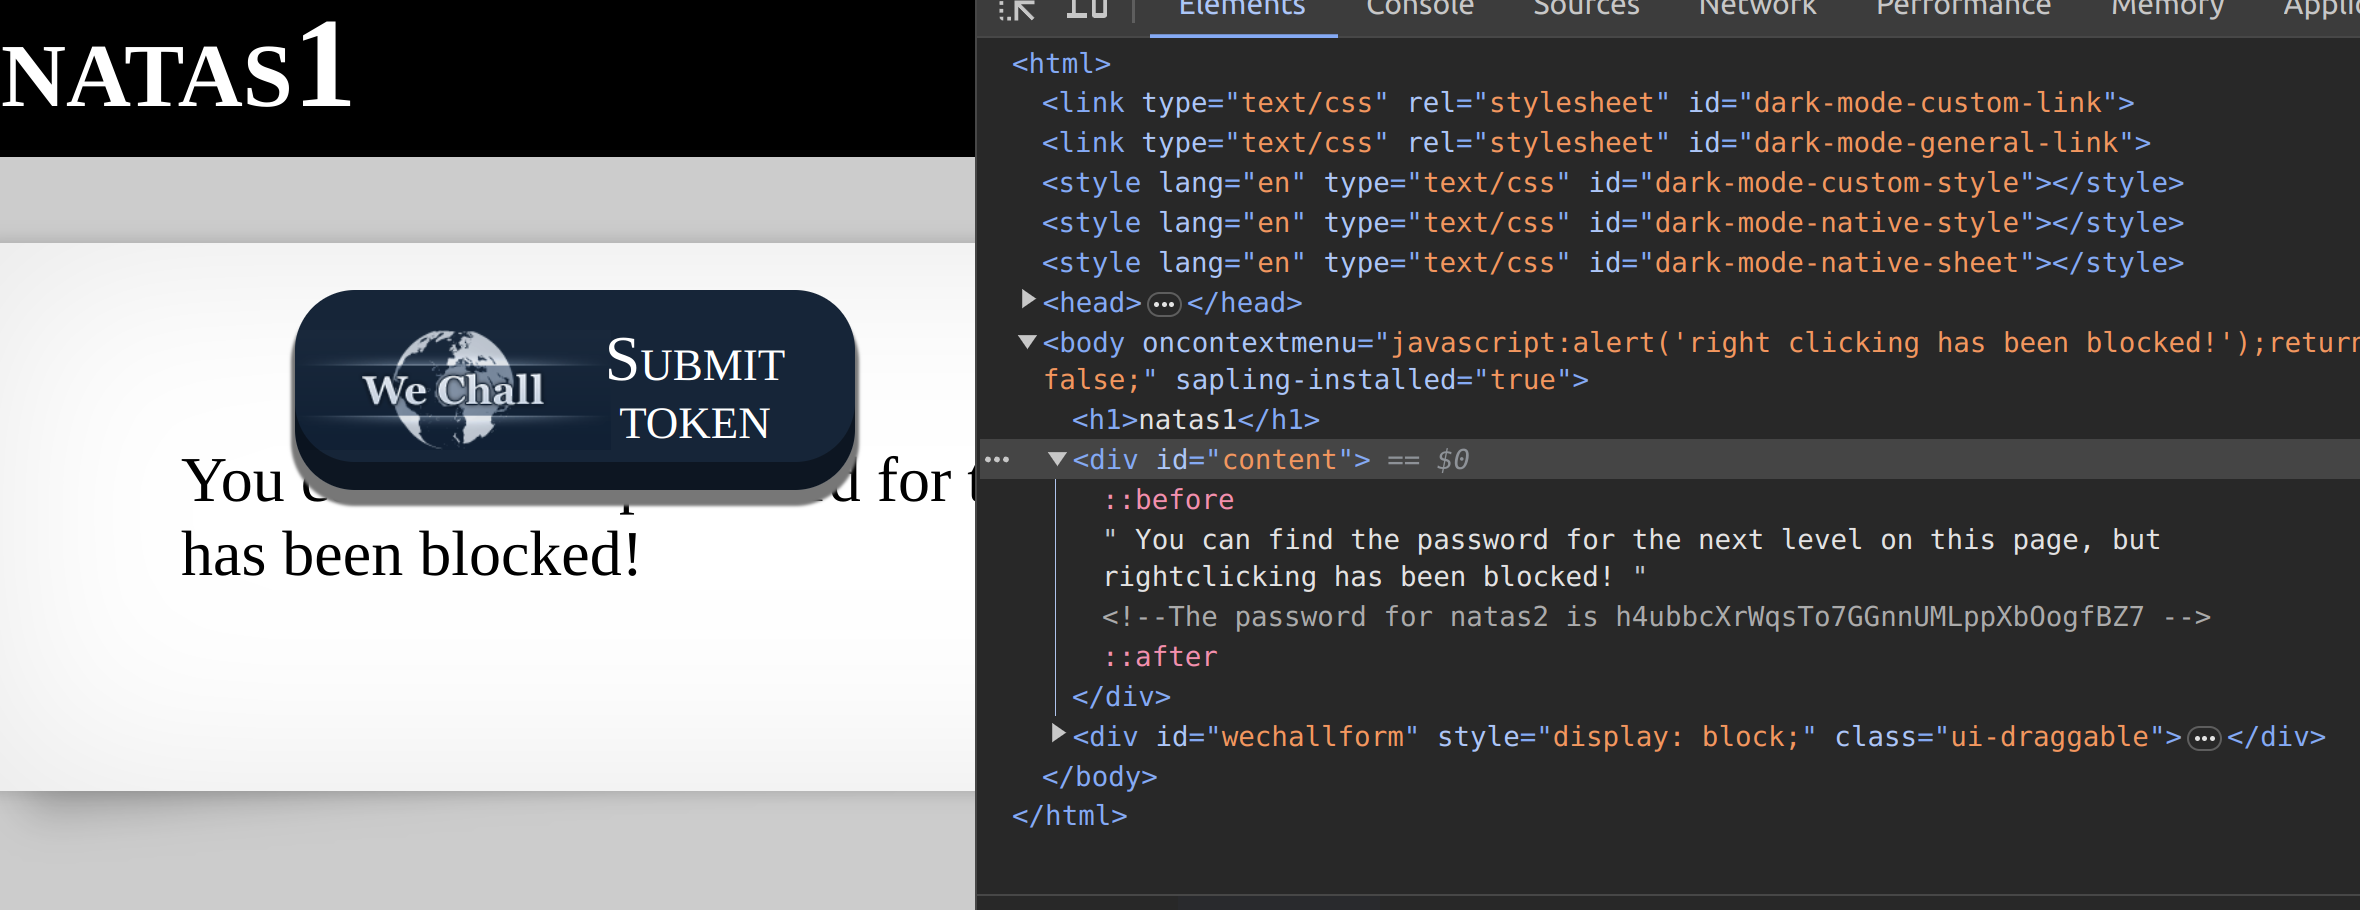 NATAS1
We Chall
SUBMIT
TOKEN
You for
has been blocked!
Elements Console Sources Network Performance Memory
<html>
<link type="text/css" rel="stylesheet" id="dark-mode-custom-link">
<link type="text/css" rel="stylesheet" id="dark-mode-general-link">
<style lang="en" type="text/css" id="dark-mode-custom-style"></style>
<style lang="en" type="text/css" id="dark-mode-native-style"></style>
<style lang="en" type="text/css" id="dark-mode-native-sheet"></style>
<head>…</head>
<body oncontextmenu="javascript:alert('right clicking has been blocked!');return
false;" sapling-installed="true">
<h1>natas1</h1>
<div id="content"> == $0
::before
" You can find the password for the next level on this page, but
rightclicking has been blocked! "
<!--The password for natas2 is h4ubbcXrWqsTo7GGnnUMLppXbOogfBZ7 -->
::after
</div>
<div id="wechallform" style="display: block;" class="ui-draggable">…</div>
</body>
</html>